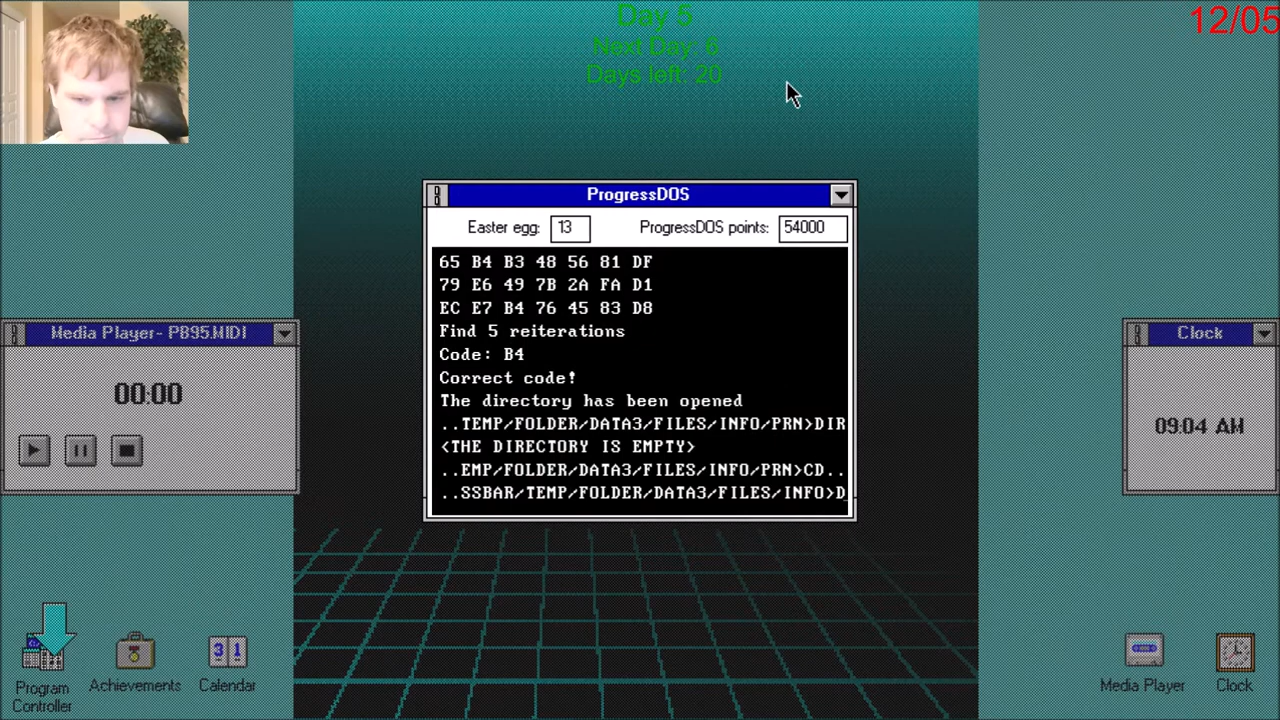 Day 5
Next Day: 6
Days left: 20
12/05
ProgressDOS
Easter egg: 13 ProgressDOS points: 54000
65 B4 B3 48 56 81 DF
79 E6 49 7B 2A FA D1
EC E7 B4 76 45 83 D8
Find 5 reiterations
Code: B4
Correct code!
The directory has been opened
..TEMP/FOLDER/DATA3/FILES/INFO/PRN>DIR
<THE DIRECTORY IS EMPTY>
..EMP/FOLDER/DATA3/FILES/INFO/PRN>CD..
..SSBAR/TEMP/FOLDER/DATA3/FILES/INFO>D_
Media Player- PB95.MIDI
00:00
Clock
09:04 AM
Program
Controller
Achievements
31
Calendar
Media Player
Clock